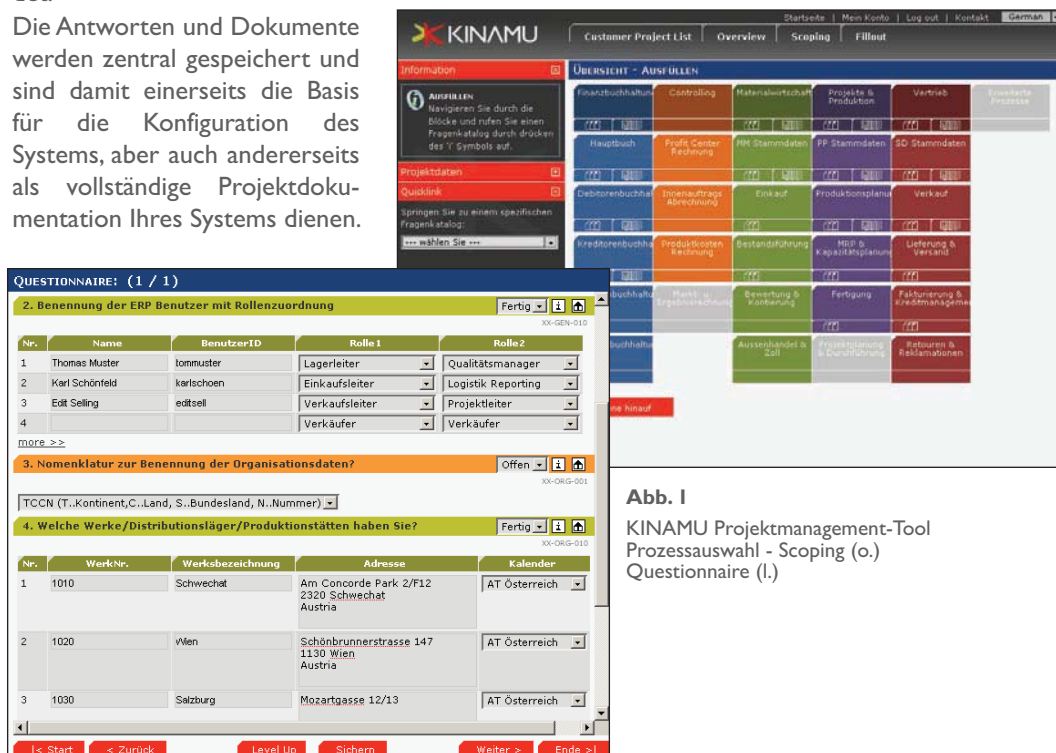 Die Antworten und Dokumente
werden zentral gespeichert und
sind damit einerseits die Basis
für die Konfiguration des
Systems, aber auch andererseits
als vollständige Projektdoku-
mentation Ihres Systems dienen.
KINAMU
Startseite | Mein Konto | Log out | Kontakt German
Customer Project List Overview Scoping Fillout
Information
AUSFÜLLEN
Navigieren Sie durch die
Blöcke und rufen Sie einen
Fragenkatalog durch drücken
des 'i' Symbols auf.
Projektdaten
Quicklink
Springen Sie zu einem spezifischen
Fragenkatalog:
--- wählen Sie ---
ÜBERSICHT - AUSFÜLLEN
Finanzbuchhaltun Controlling Materialwirtschaft Projekte & Produktion Vertrieb Erweiterte Prozesse
Hauptbuch Profit Center Rechnung MM Stammdaten PP Stammdaten SD Stammdaten
Debitorenbuchha Innenauftrags Abrechnung Einkauf Produktionsplanu Verkauf
Kreditorenbuchha Produktkosten Rechnung Bestandsführung MRP & Kapazitätsplanun Lieferung & Versand
buchhaltu Markt- u. Ergebnisrechnung Bewertung & Kontierung Fertigung Fakturierung & Kreditmanageme
buchhaltu Aussenhandel & Zoll Projektplanung & Durchführung Retouren & Reklamationen
ne hinauf
QUESTIONNAIRE: (1 / 1)
2. Benennung der ERP Benutzer mit Rollenzuordnung Fertig
XX-GEN-010
Nr. Name BenutzerID Rolle1 Rolle2
1 Thomas Muster tommuster Lagerleiter Qualitätsmanager
2 Karl Schönfeld karlschoen Einkaufsleiter Logistik Reporting
3 Edit Selling editsell Verkaufsleiter Projektleiter
4 Verkäufer Verkäufer
more >>
3. Nomenklatur zur Benennung der Organisationsdaten? Offen
XX-ORG-001
TCCN (T..Kontinent,C..Land, S..Bundesland, N..Nummer)
4. Welche Werke/Distributionsläger/Produktionstätten haben Sie? Fertig
XX-ORG-010
Nr. WerkNr. Werksbezeichnung Adresse Kalender
1 1010 Schwechat Am Concorde Park 2/F12 AT Österreich
2320 Schwechat
Austria
2 1020 Wien Schönbrunnerstrasse 147 AT Österreich
1130 Wien
Austria
3 1030 Salzburg Mozartgasse 12/13 AT Österreich
|< Start < Zurück Level Up Sichern Weiter > Ende >|
Abb. 1
KINAMU Projektmanagement-Tool
Prozessauswahl - Scoping (o.)
Questionnaire (l.)